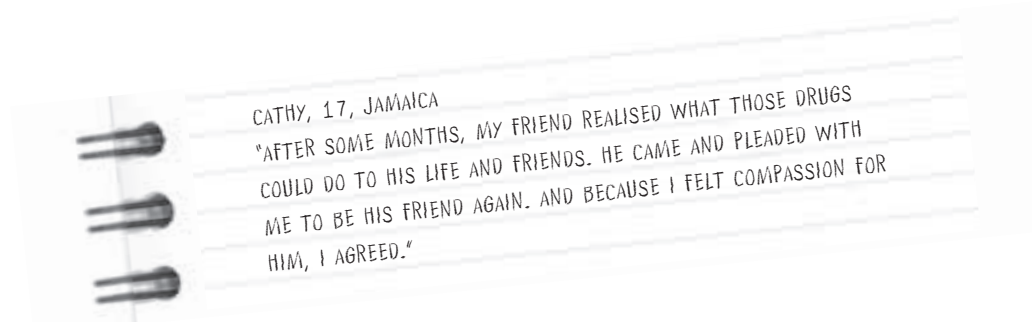 CATHY, 17, JAMAICA
"AFTER SOME MONTHS, MY FRIEND REALISED WHAT THOSE DRUGS
COULD DO TO HIS LIFE AND FRIENDS. HE CAME AND PLEADED WITH
ME TO BE HIS FRIEND AGAIN. AND BECAUSE I FELT COMPASSION FOR
HIM, I AGREED."